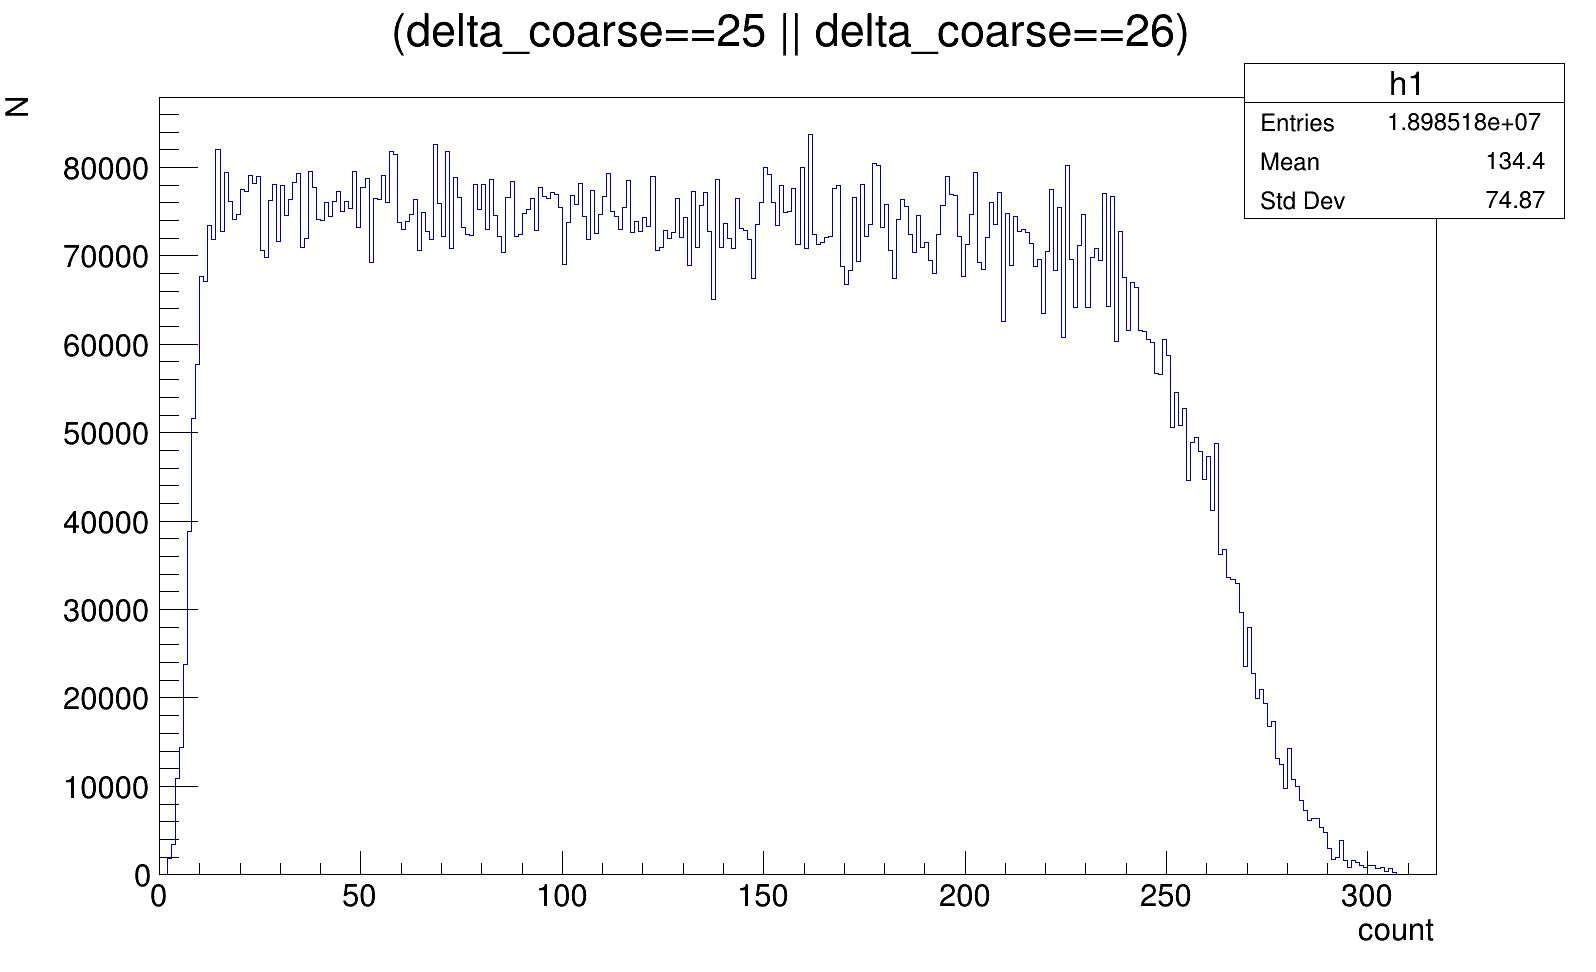 (delta_coarse==25 || delta_coarse==26)
h1
Entries 1.898518e+07
Mean 134.4
Std Dev 74.87
N
80000
70000
60000
50000
40000
30000
20000
10000
0
0 50 100 150 200 250 300
count